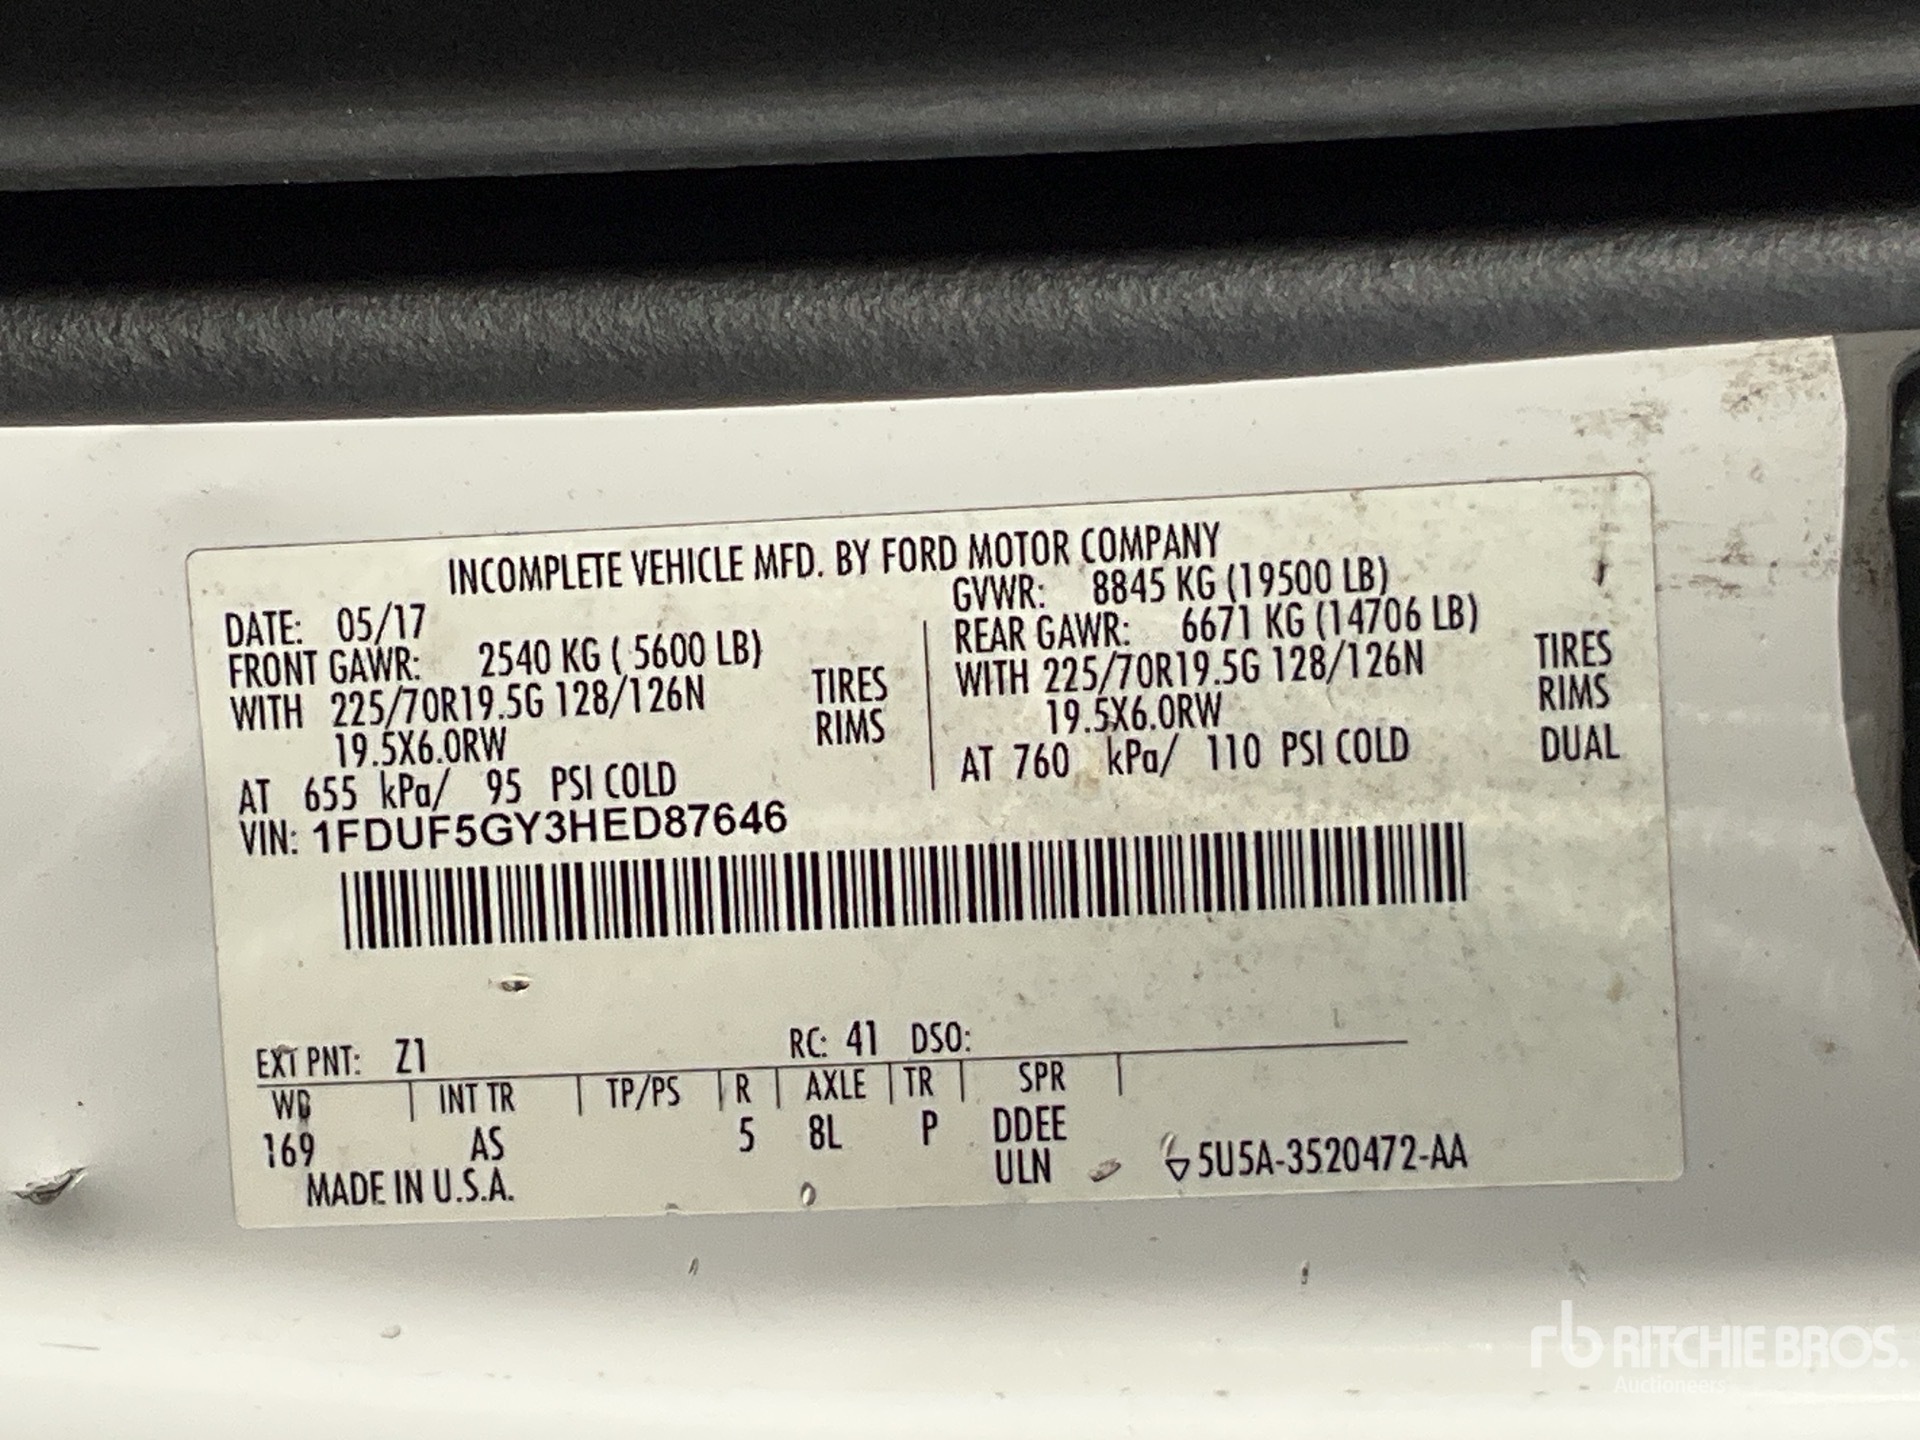 INCOMPLETE VEHICLE MFD. BY FORD MOTOR COMPANY
DATE: 05/17
GVWR: 8845 KG (19500 LB)
FRONT GAWR: 2540 KG ( 5600 LB)
WITH 225/70R19.5G 128/126N TIRES
19.5X6.0RW RIMS
AT 655 kPa/ 95 PSI COLD
REAR GAWR: 6671 KG (14706 LB)
WITH 225/70R19.5G 128/126N TIRES
19.5X6.0RW RIMS
AT 760 kPa/ 110 PSI COLD DUAL
VIN: 1FDUF5GY3HED87646
EXT PNT: Z1 RC: 41 DSO:
WB INT TR TP/PS R AXLE TR SPR
169 AS 5 8L P DDEE
ULN
MADE IN U.S.A.
5U5A-3520472-AA
rb RITCHIE BROS.
Auctioneers